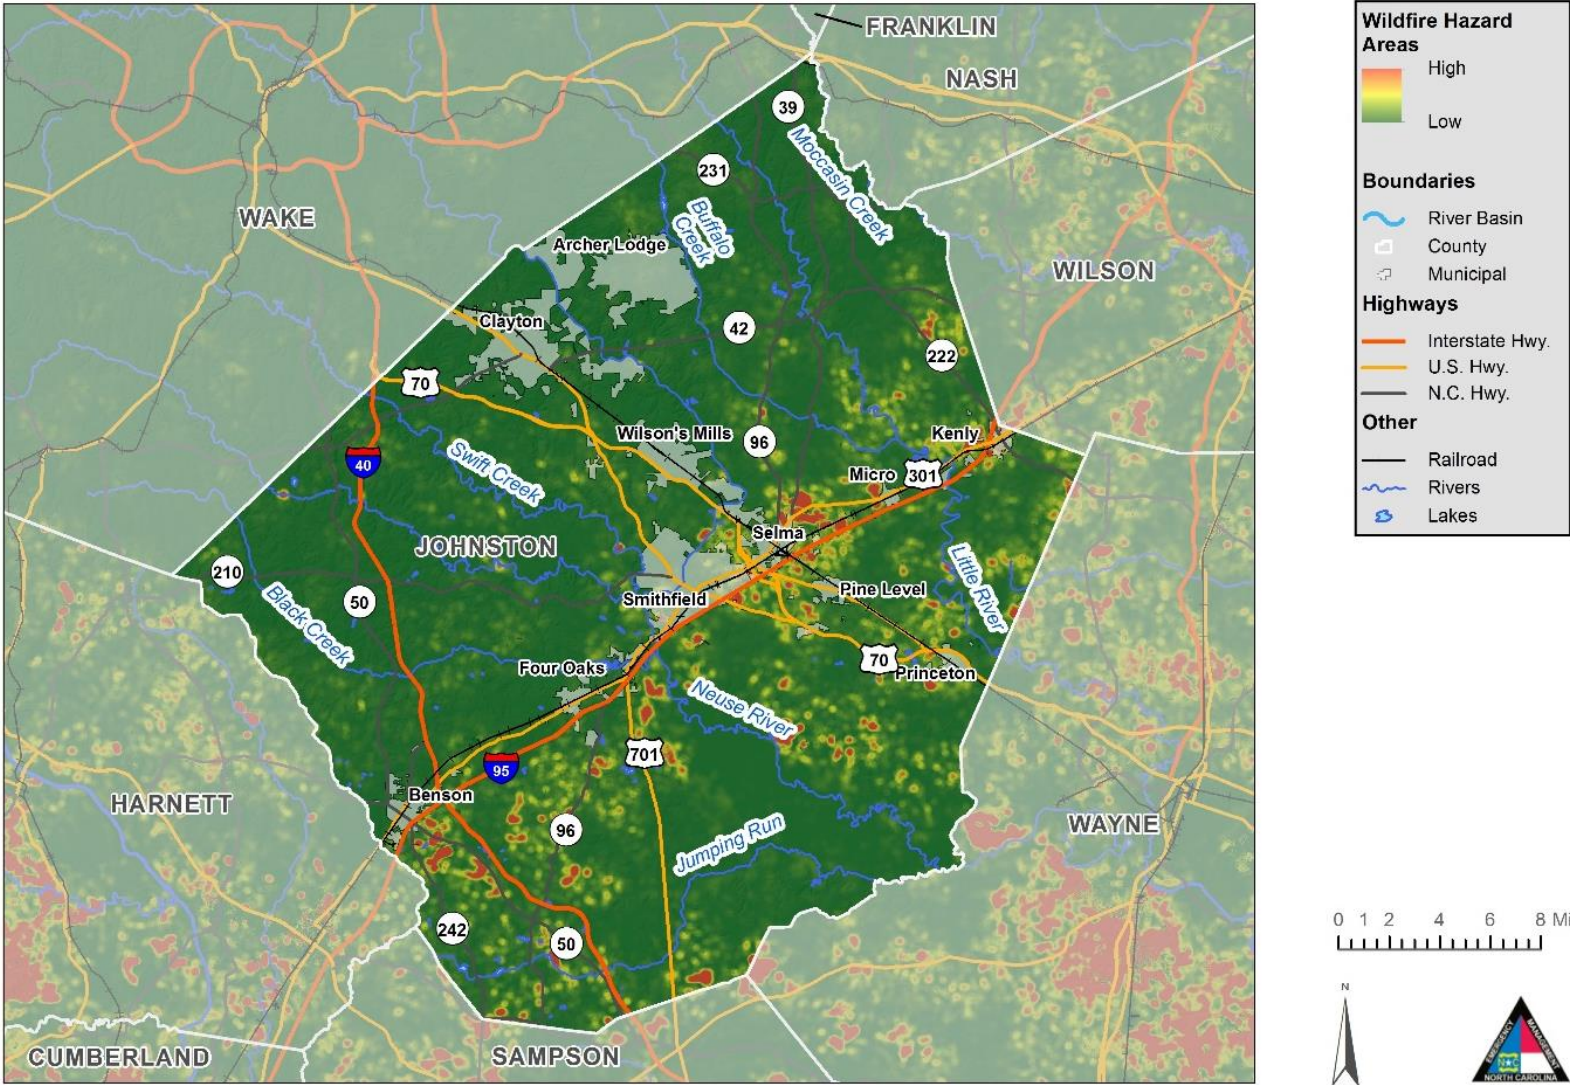 FRANKLIN
NASH
39
Moccasin Creek
231
WAKE
Buffalo
Creek
Archer Lodge
WILSON
Clayton
42
222
70
Wilson's Mills
96
Kenly
40
Swift Creek
Micro
301
Selma
JOHNSTON
210
Little River
50
Smithfield
Pine Level
Black Creek
Four Oaks
70
Princeton
Neuse River
701
95
Benson
HARNETT
96
WAYNE
Jumping Run
242
50
CUMBERLAND
SAMPSON
Wildfire Hazard
Areas
High
Low
Boundaries
River Basin
County
Municipal
Highways
Interstate Hwy.
U.S. Hwy.
N.C. Hwy.
Other
Railroad
Rivers
Lakes
0 1 2 4 6 8 Mi
N
EMERGENCY
MANAGEMENT
N C
NORTH CAROLINA